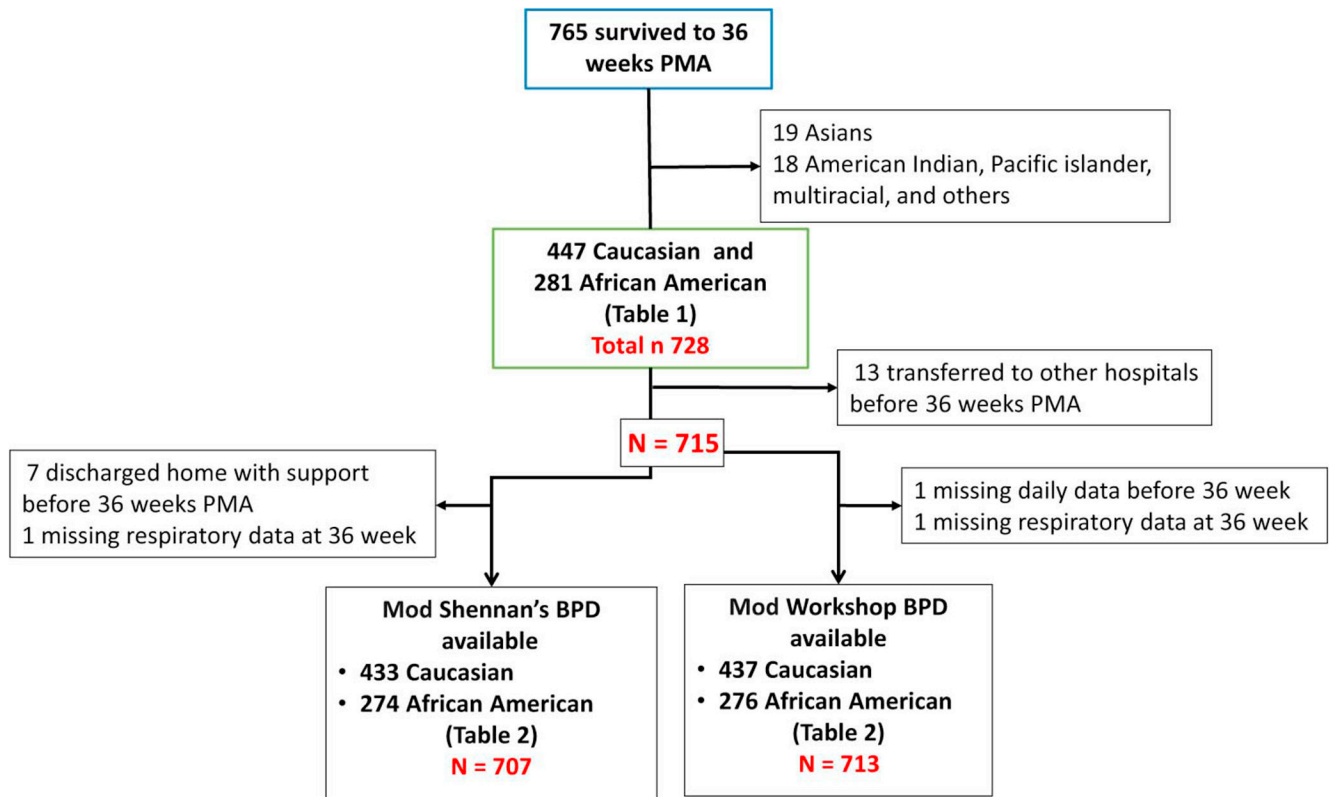 765 survived to 36
weeks PMA
19 Asians
18 American Indian, Pacific islander,
multiracial, and others
447 Caucasian and
281 African American
(Table 1)
Total n 728
13 transferred to other hospitals
before 36 weeks PMA
N = 715
7 discharged home with support
before 36 weeks PMA
1 missing respiratory data at 36 week
1 missing daily data before 36 week
1 missing respiratory data at 36 week
Mod Shennan’s BPD
available
• 433 Caucasian
• 274 African American
(Table 2)
N = 707
Mod Workshop BPD
available
• 437 Caucasian
• 276 African American
(Table 2)
N = 713